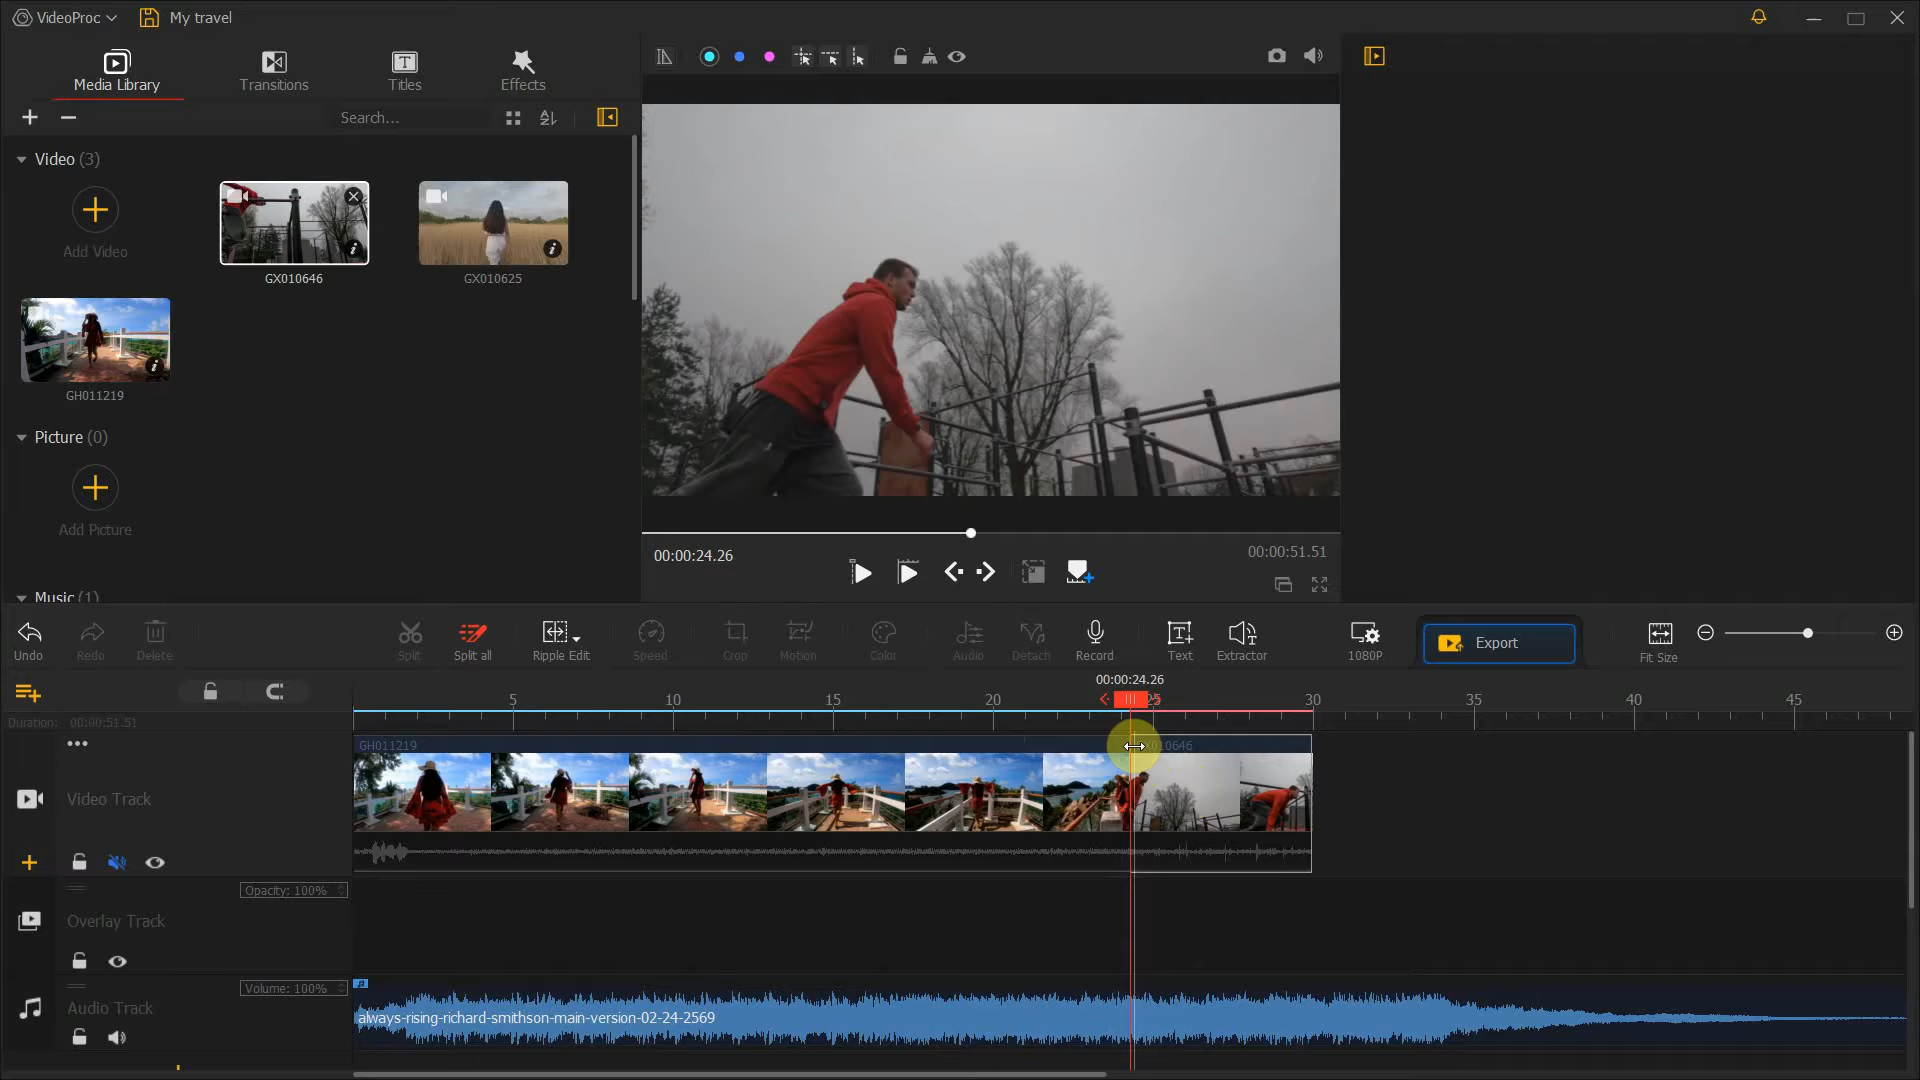 VideoProc
My travel
Media Library
Transitions
Titles
Effects
Search...
Video (3)
Add Video
GX010646
GX010625
GH011219
Picture (0)
Add Picture
Music (1)
00:00:24.26
00:00:51.51
Undo
Redo
Delete
Split
Split all
Ripple Edit
Speed
Crop
Motion
Color
Audio
Detach
Record
Text
Extractor
1080P
Export
Fit Size
00:00:24.26
5
10
15
20
25
30
35
40
45
Duration: 00:00:51.51
GH011219
GX010646
Video Track
Opacity: 100%
Overlay Track
Volume: 100%
Audio Track
always-rising-richard-smithson-main-version-02-24-2569